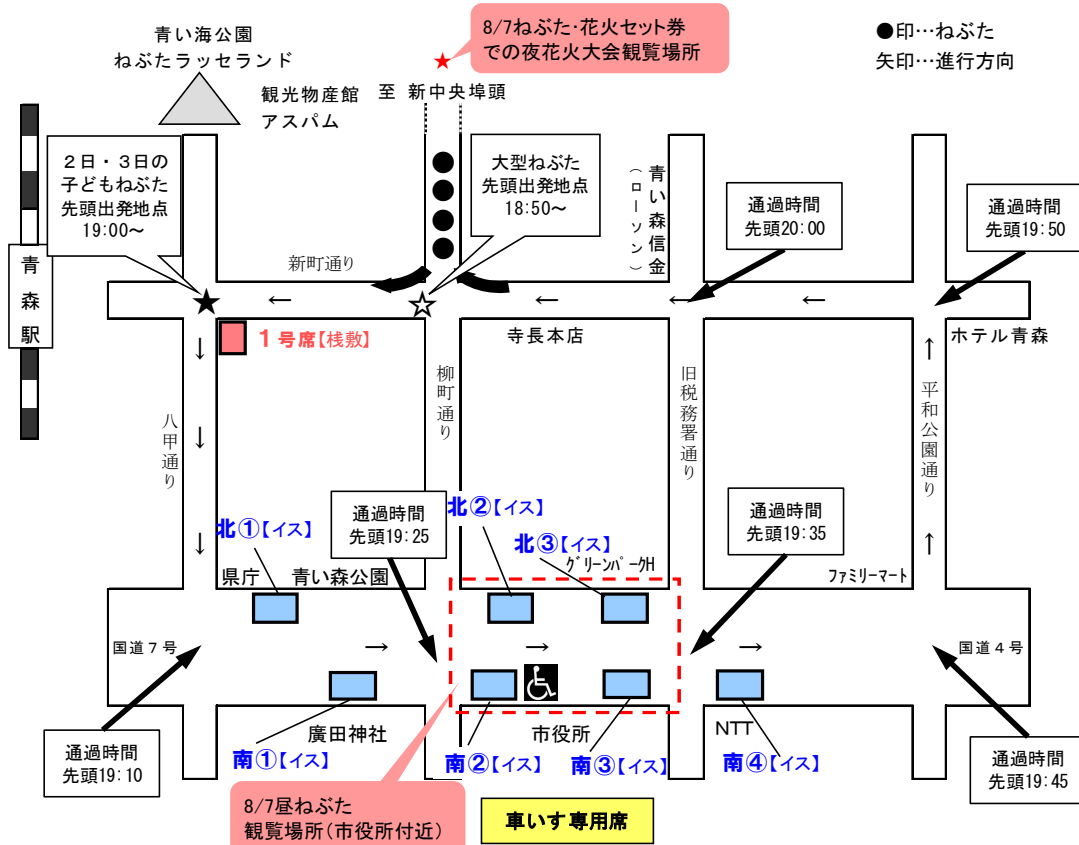 青い海公園
ねぶたラッセランド
8/7ねぶた・花火セット券
での夜花火大会観覧場所
●印…ねぶた
矢印…進行方向
観光物産館
アスパム
至 新中央埠頭
2日・3日の
子どもねぶた
先頭出発地点
19:00〜
大型ねぶた
先頭出発地点
18:50〜
青い森信金
(ローソン)
通過時間
先頭20:00
通過時間
先頭19:50
青森駅
新町通り
1号席【桟敷】
寺長本店
ホテル青森
八甲通り
柳町通り
旧税務署通り
平和公園通り
通過時間
先頭19:25
北①【イス】
北②【イス】
北③【イス】
通過時間
先頭19:35
県庁
青い森公園
グリーンパークH
ファミリーマート
国道7号
国道4号
通過時間
先頭19:10
廣田神社
市役所
NTT
通過時間
先頭19:45
南①【イス】
南②【イス】
南③【イス】
南④【イス】
8/7昼ねぶた
観覧場所(市役所付近)
車いす専用席